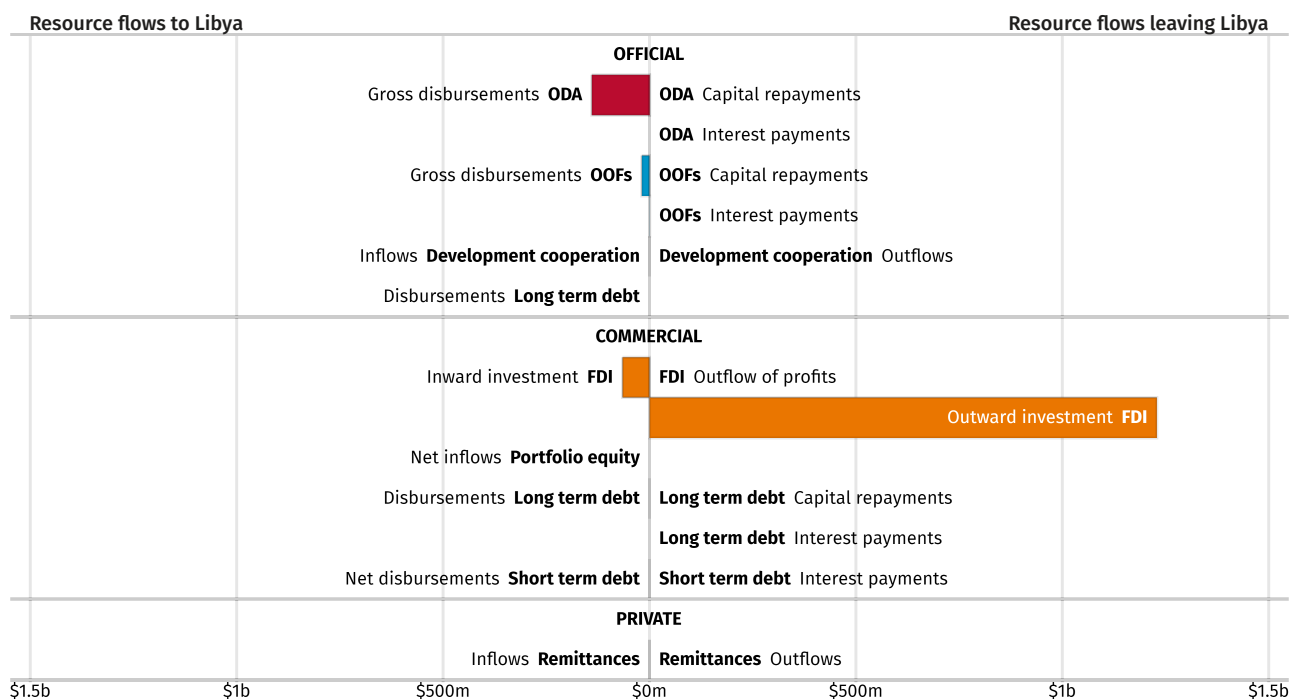 Resource flows to Libya Resource flows leaving Libya
OFFICIAL
Gross disbursements ODA ODA Capital repayments
ODA Interest payments
Gross disbursements OOFs OOFs Capital repayments
OOFs Interest payments
Inflows Development cooperation Development cooperation Outflows
Disbursements Long term debt
COMMERCIAL
Inward investment FDI FDI Outflow of profits
Outward investment FDI
Net inflows Portfolio equity
Disbursements Long term debt Long term debt Capital repayments
Long term debt Interest payments
Net disbursements Short term debt Short term debt Interest payments
PRIVATE
Inflows Remittances Remittances Outflows
$1.5b $1b $500m $0m $500m $1b $1.5b